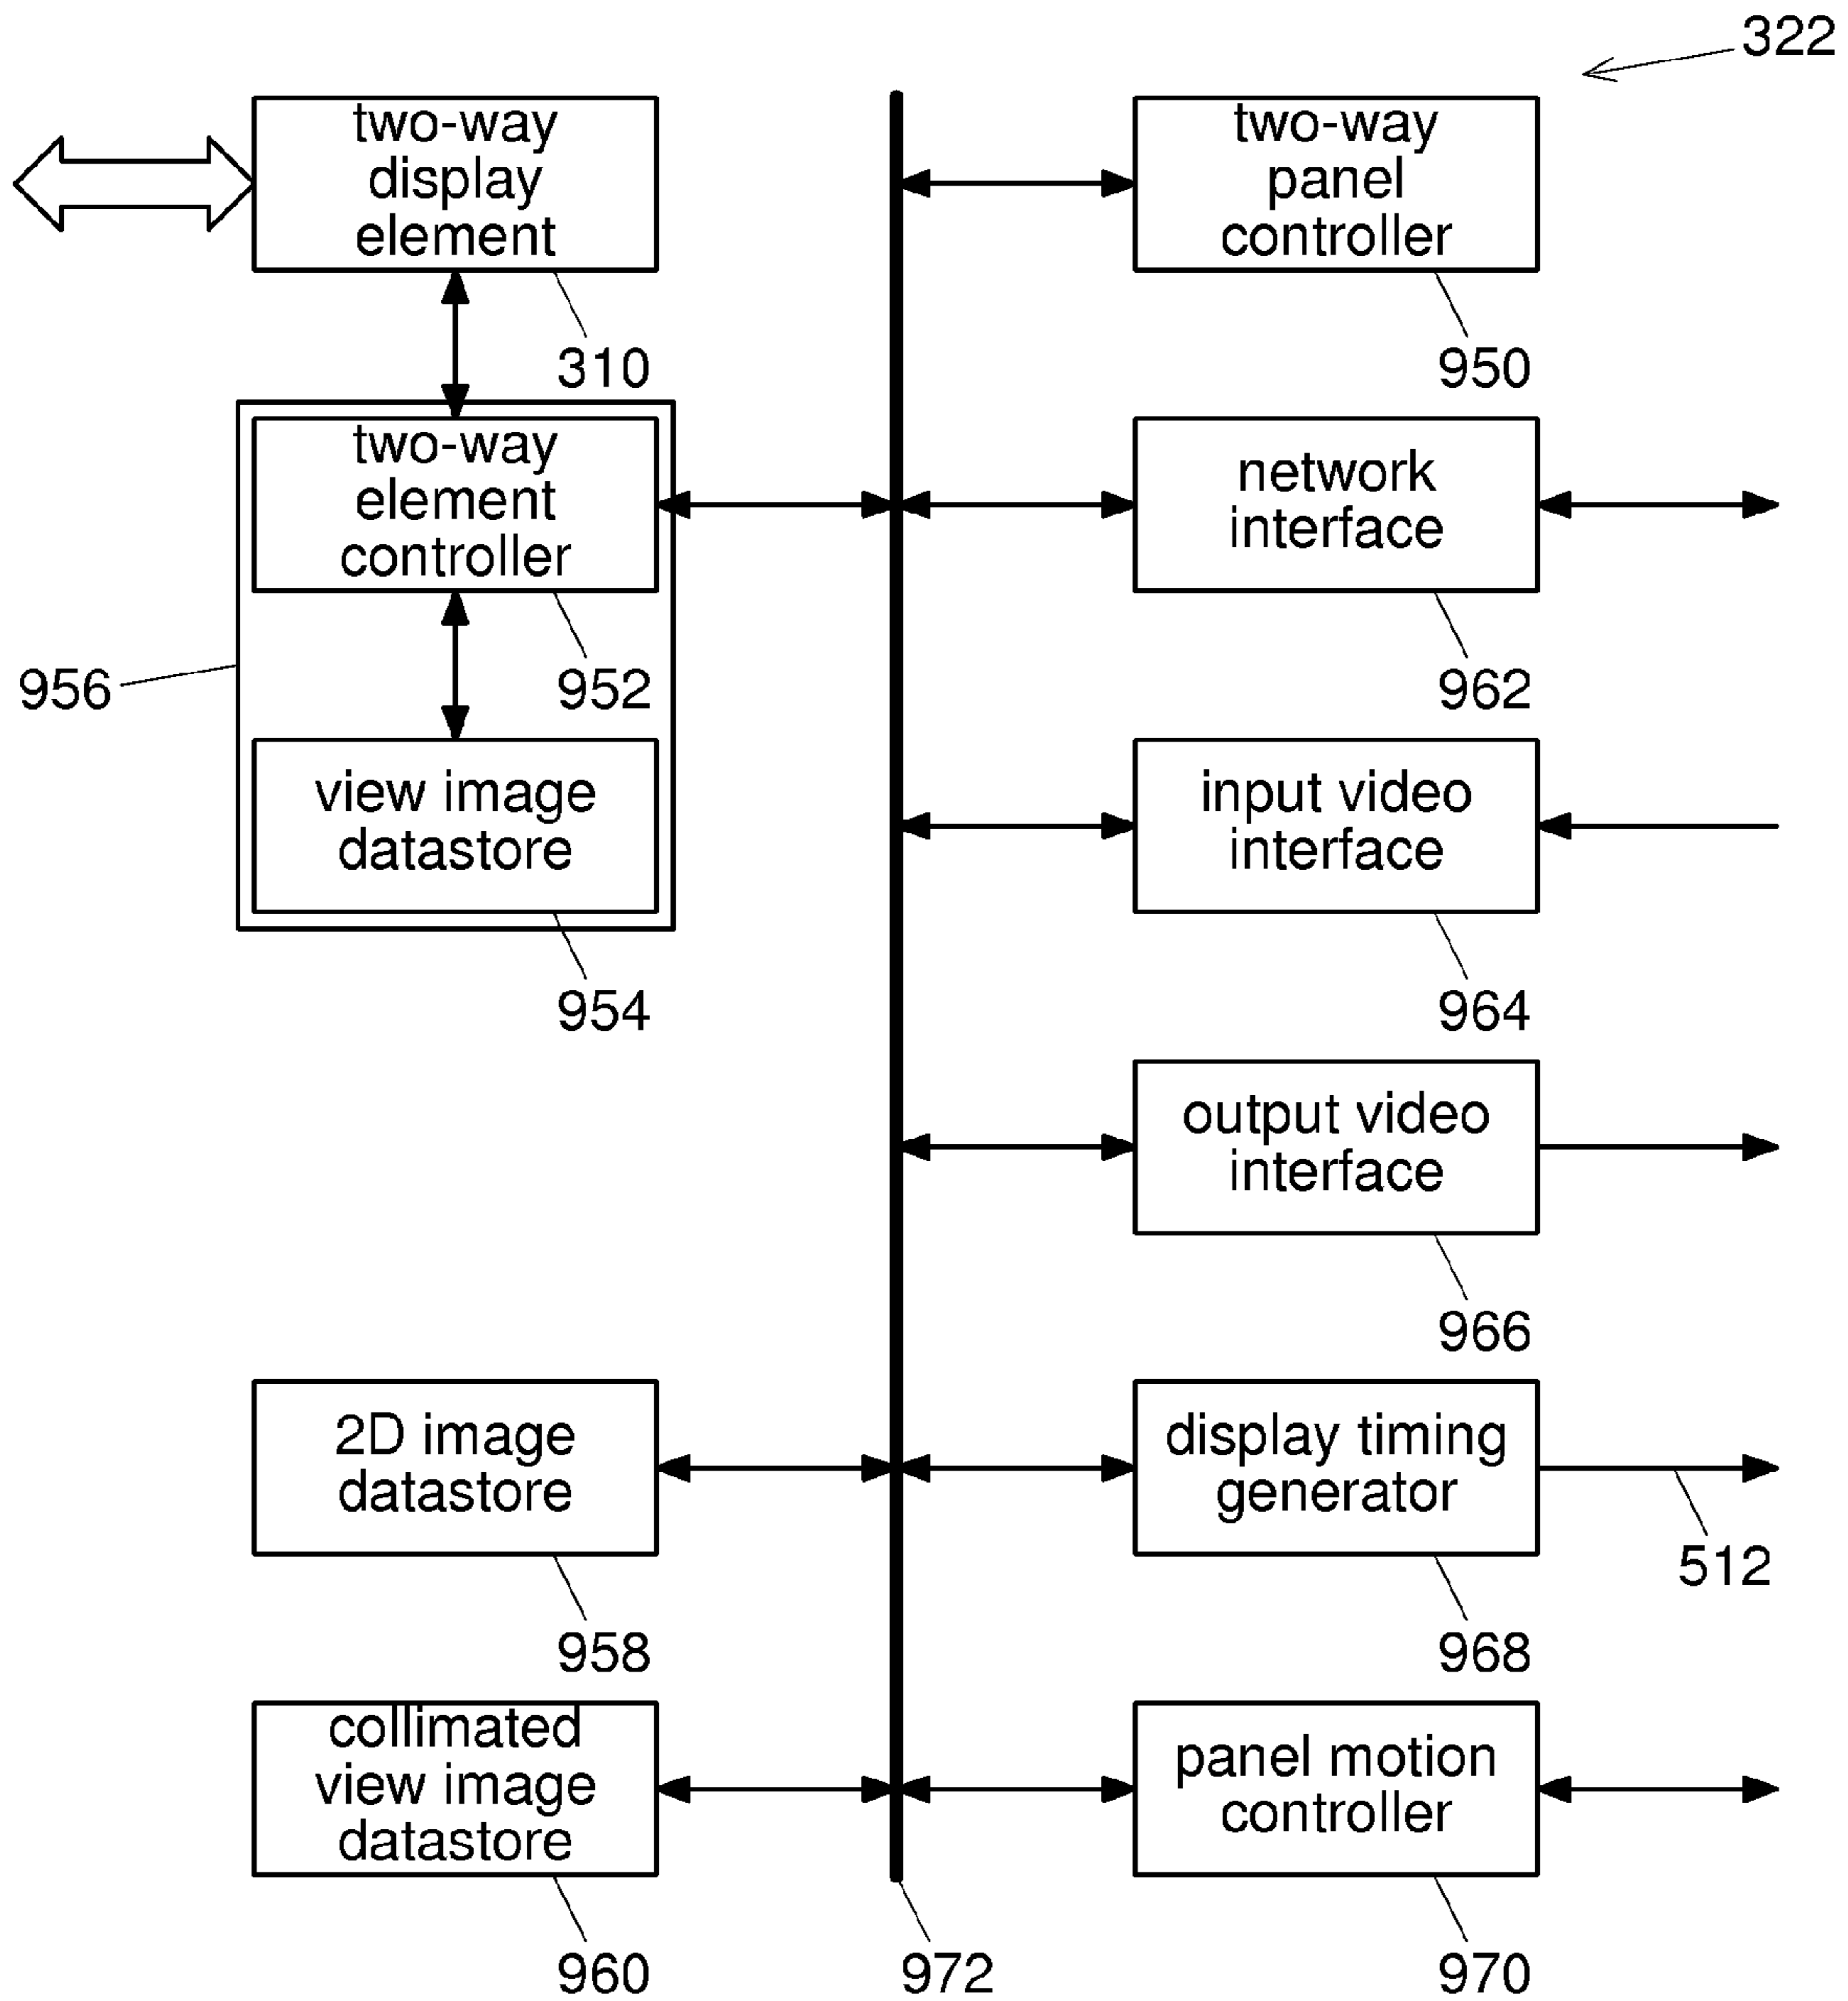 322
two-way
display
element
310
two-way
panel
controller
950
two-way
element
controller
952
956
view image
datastore
954
network
interface
962
input video
interface
964
output video
interface
966
2D image
datastore
958
display timing
generator
968
512
collimated
view image
datastore
960
972
panel motion
controller
970